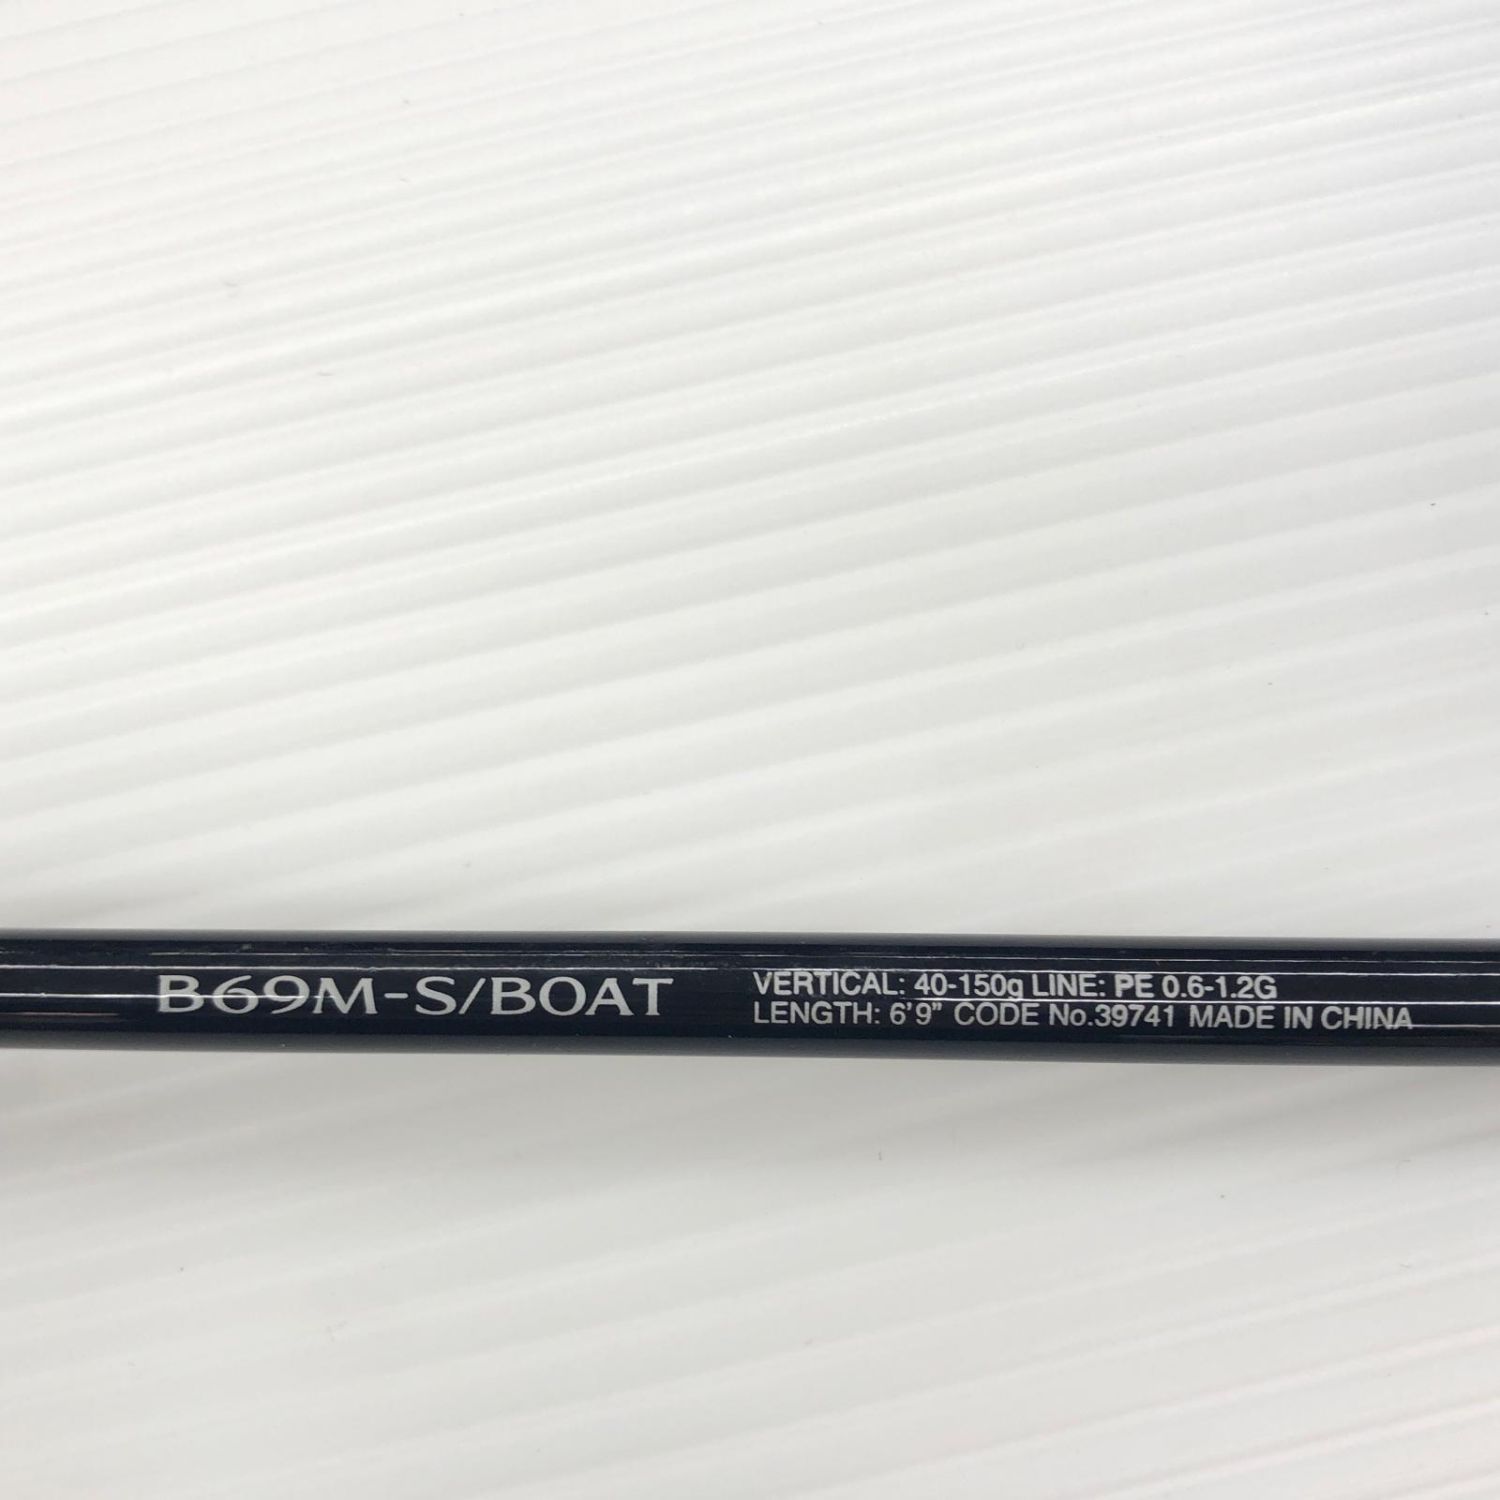 B69M-S/BOAT
VERTICAL: 40-150g LINE: PE 0.6-1.2G
LENGTH: 6'9" CODE No.39741 MADE IN CHINA